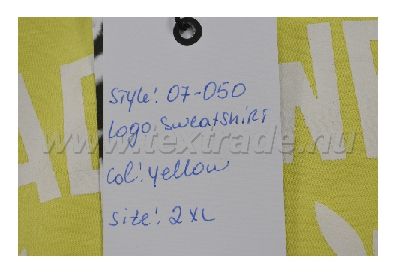 Style: 07-050
Logo Sweatshirt
www.textrade.nu
Col: yellow
Size: 2XL